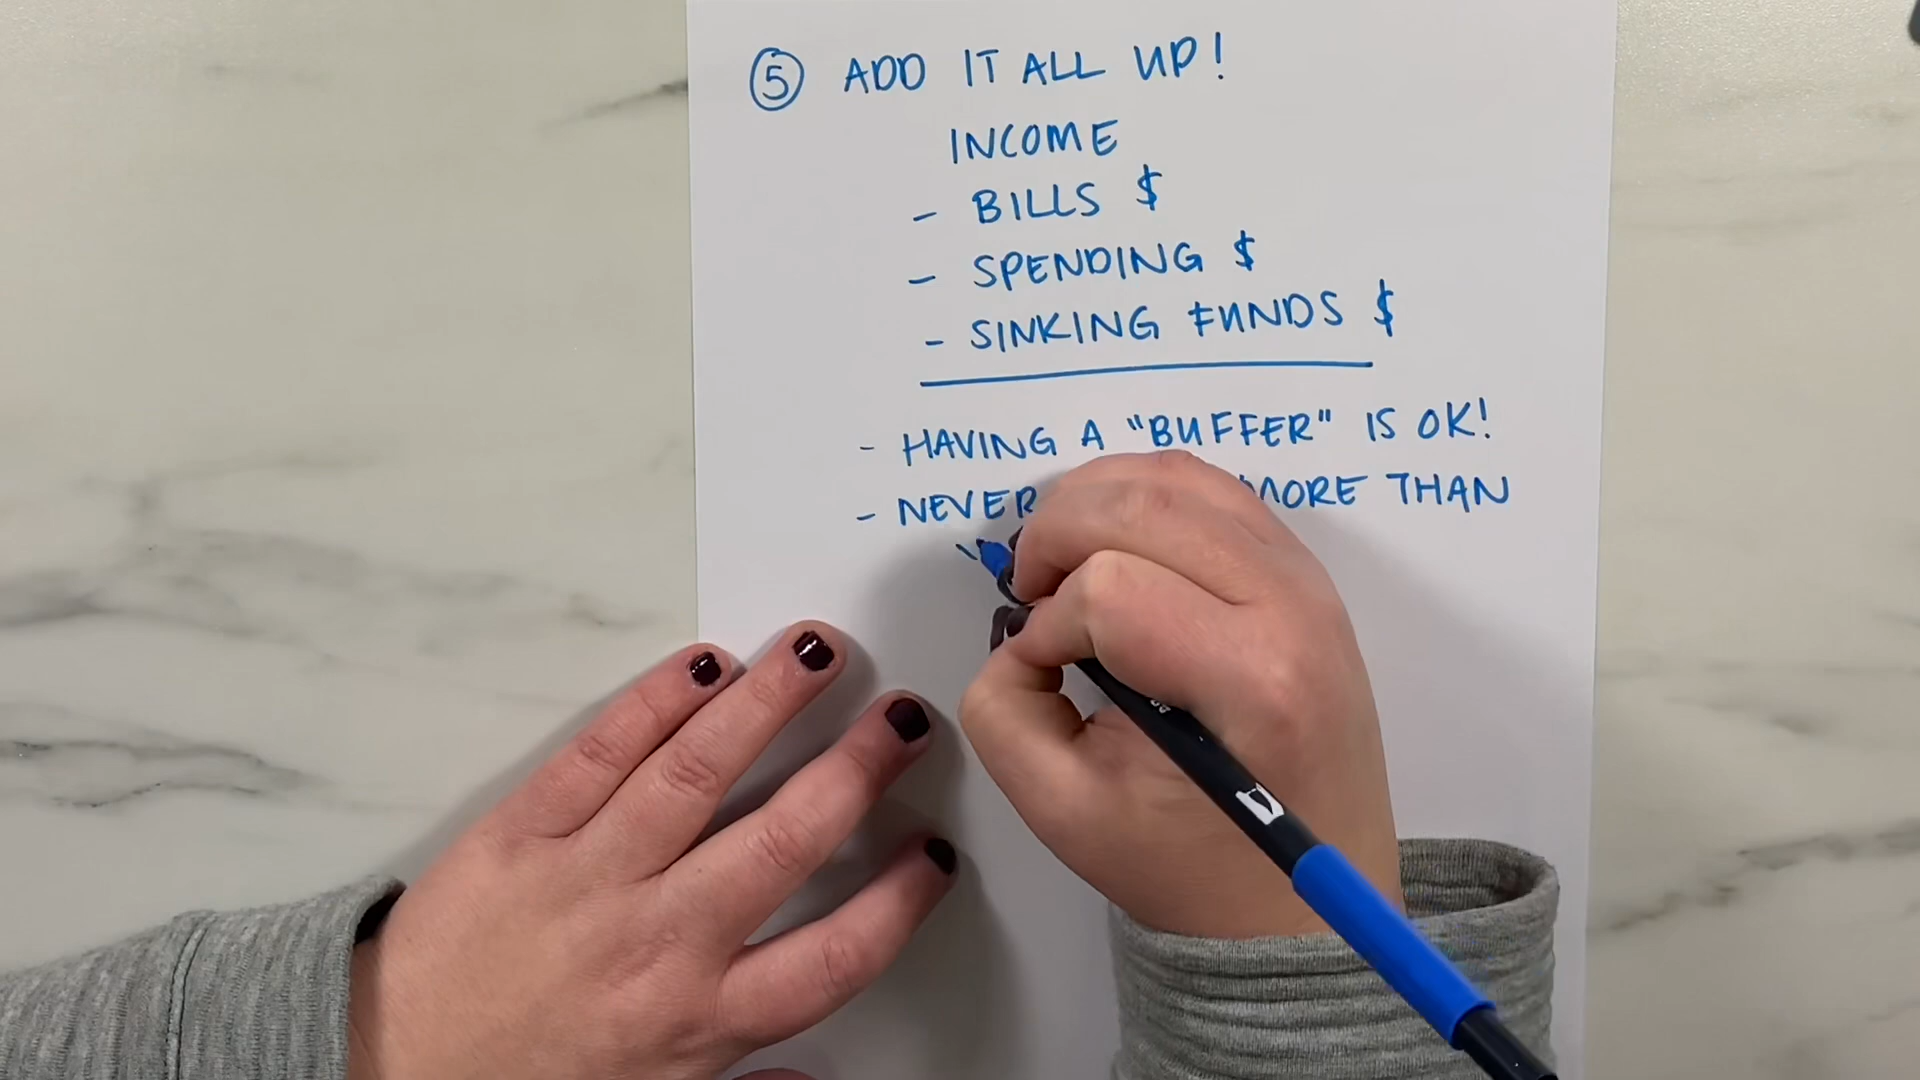 ⑤ ADD IT ALL UP!
INCOME
- BILLS $
- SPENDING $
- SINKING FUNDS $
- HAVING A "BUFFER" IS OK!
- NEVER MORE THAN